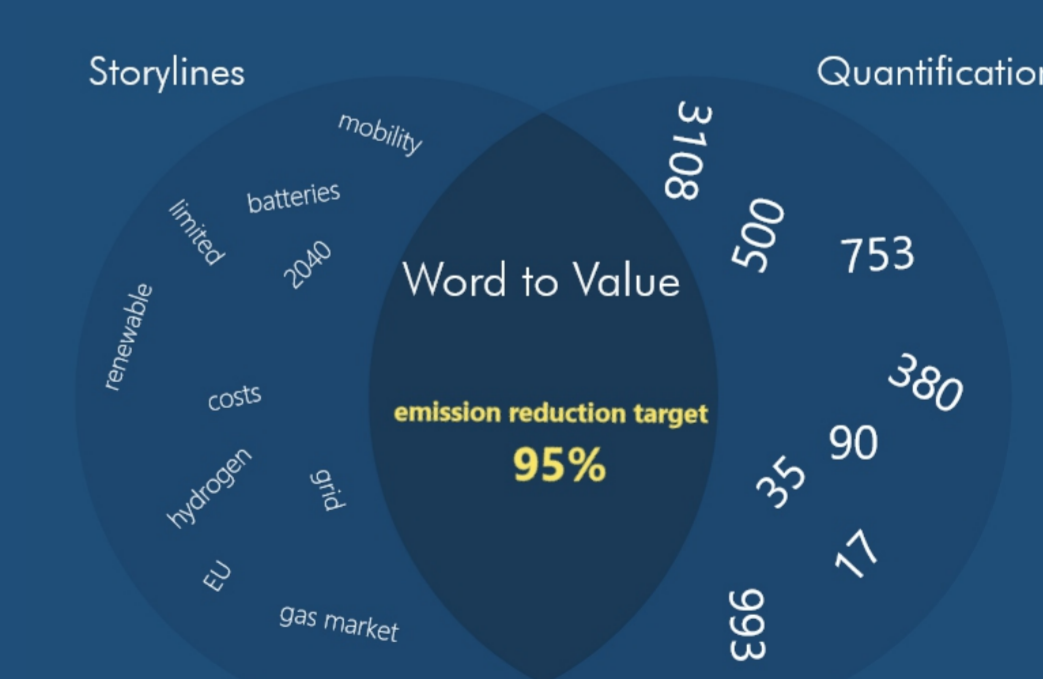 Storylines
Quantification
mobility
batteries
limited
2040
renewable
costs
hydrogen
grid
EU
gas market
Word to Value
emission reduction target
95%
3108
500
753
380
90
35
17
993